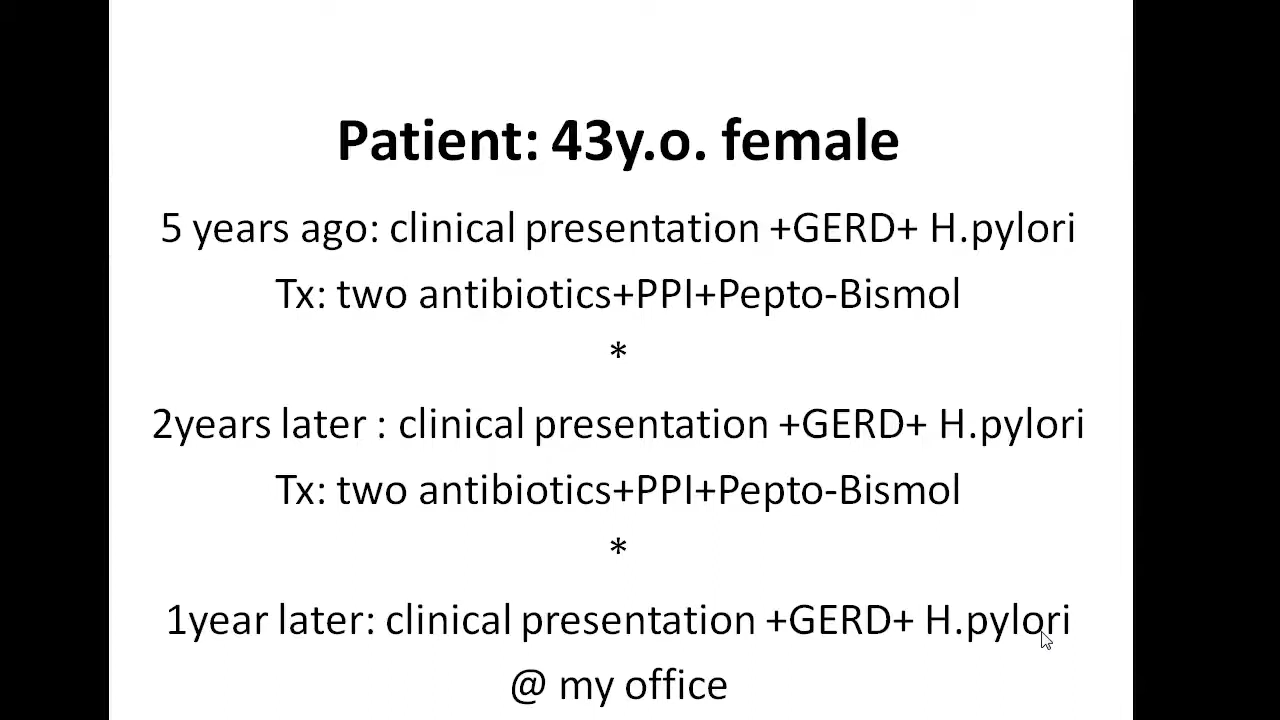 Patient: 43y.o. female
5 years ago: clinical presentation +GERD+ H.pylori
Tx: two antibiotics+PPI+Pepto-Bismol
*
2years later : clinical presentation +GERD+ H.pylori
Tx: two antibiotics+PPI+Pepto-Bismol
*
1year later: clinical presentation +GERD+ H.pylori
@ my office